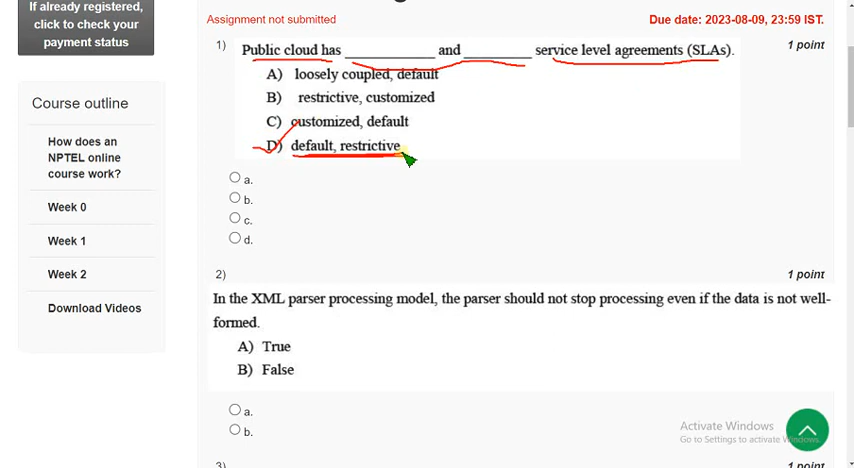 If already registered,
click to check your
payment status
Assignment not submitted
Due date: 2023-08-09, 23:59 IST.
1) Public cloud has __________ and ________ service level agreements (SLAs). 1 point
A) loosely coupled, default
B) restrictive, customized
C) customized, default
D) default, restrictive
a.
b.
c.
d.
Course outline
How does an
NPTEL online
course work?
Week 0
Week 1
Week 2
Download Videos
2) 1 point
In the XML parser processing model, the parser should not stop processing even if the data is not well-
formed.
A) True
B) False
a.
b.
Activate Windows
Go to Settings to activate Windows.
3) 1 point